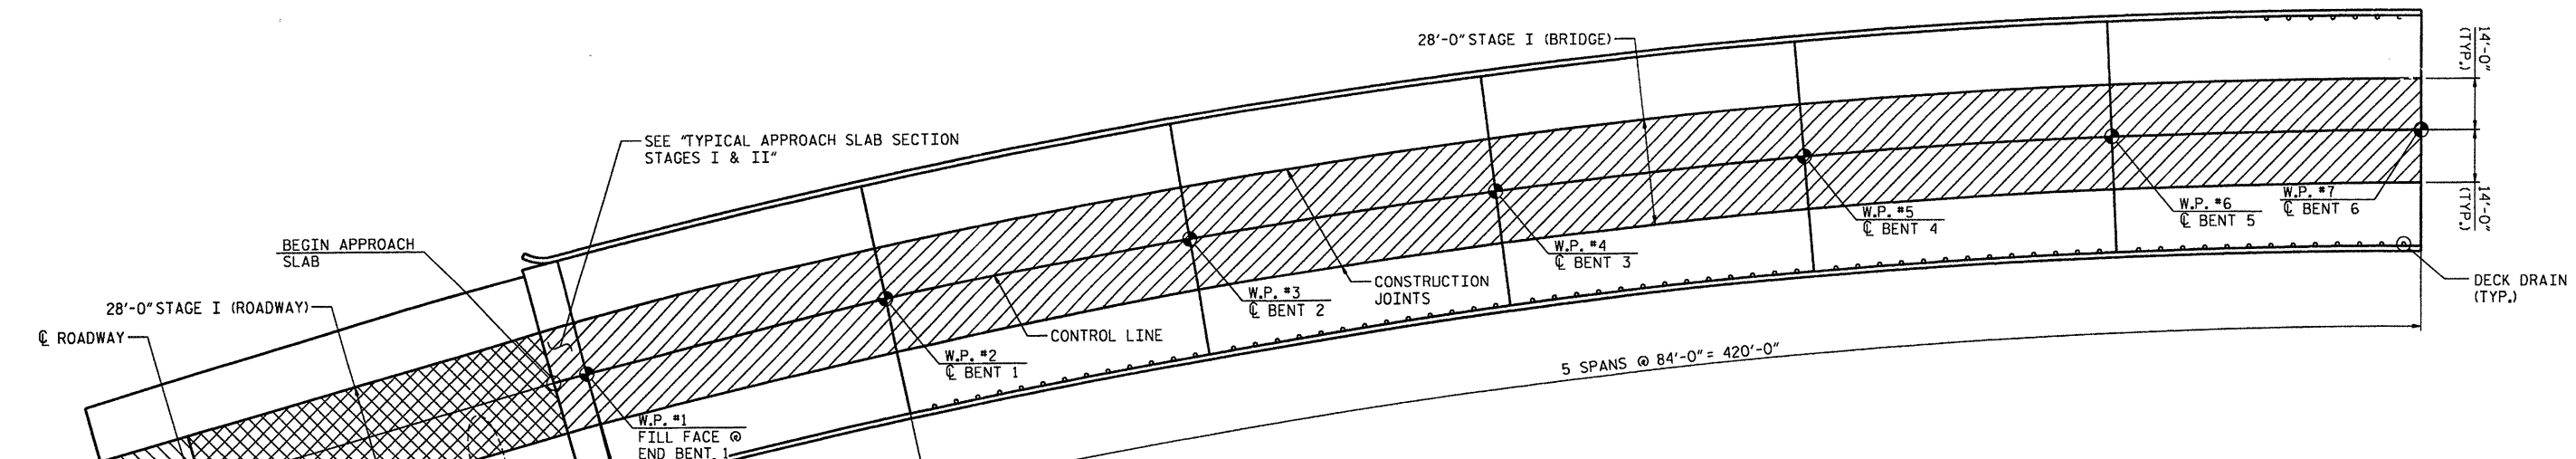 28'-0" STAGE I (BRIDGE)
14'-0"
(TYP.)
SEE "TYPICAL APPROACH SLAB SECTION
STAGES I & II"
BEGIN APPROACH
SLAB
28'-0" STAGE I (ROADWAY)
℄ ROADWAY
W.P. #1
FILL FACE @
END BENT 1
W.P. #2
℄ BENT 1
CONTROL LINE
W.P. #3
℄ BENT 2
CONSTRUCTION
JOINTS
W.P. #4
℄ BENT 3
W.P. #5
℄ BENT 4
W.P. #6
℄ BENT 5
W.P. #7
℄ BENT 6
14'-0"
(TYP.)
DECK DRAIN
(TYP.)
5 SPANS @ 84'-0" = 420'-0"